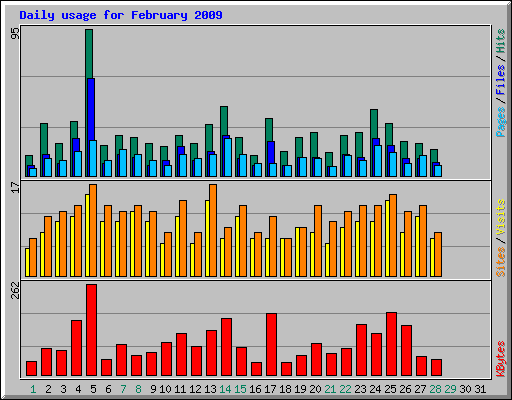 Daily usage for February 2009
95
17
262
Pages / Files / Hits
Sites / Visits
KBytes
1 2 3 4 5 6 7 8 9 10 11 12 13 14 15 16 17 18 19 20 21 22 23 24 25 26 27 28 29 30 31